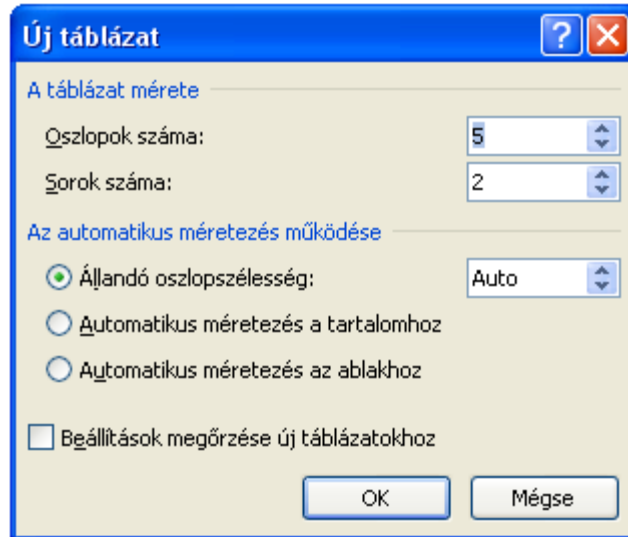 Új táblázat
A táblázat mérete
Oszlopok száma: 5
Sorok száma: 2
Az automatikus méretezés működése
Állandó oszlopszélesség: Auto
Automatikus méretezés a tartalomhoz
Automatikus méretezés az ablakhoz
Beállítások megőrzése új táblázatokhoz
OK Mégse